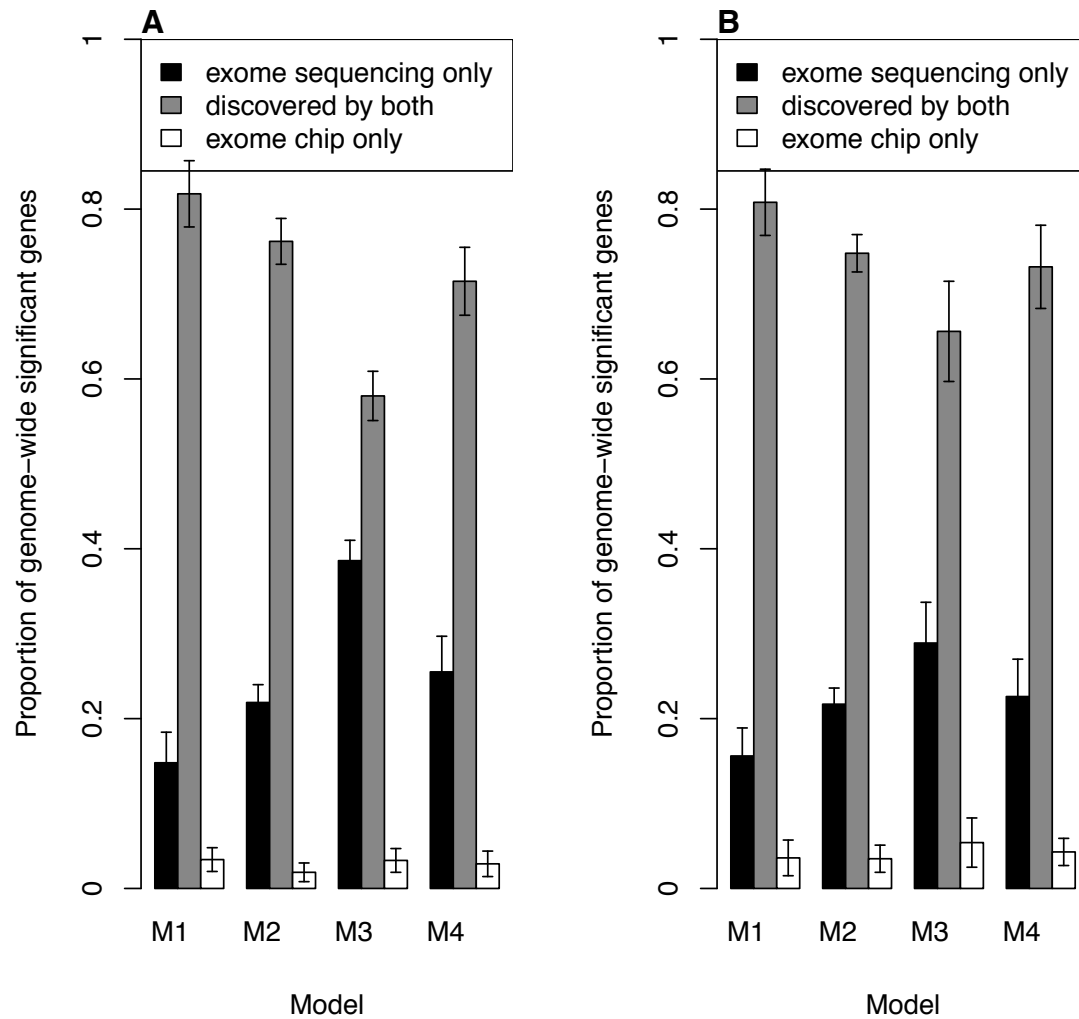 A
exome sequencing only
discovered by both
exome chip only
Proportion of genome−wide significant genes
1
0.8
0.6
0.4
0.2
0
M1 M2 M3 M4
Model
B
exome sequencing only
discovered by both
exome chip only
Proportion of genome−wide significant genes
1
0.8
0.6
0.4
0.2
0
M1 M2 M3 M4
Model